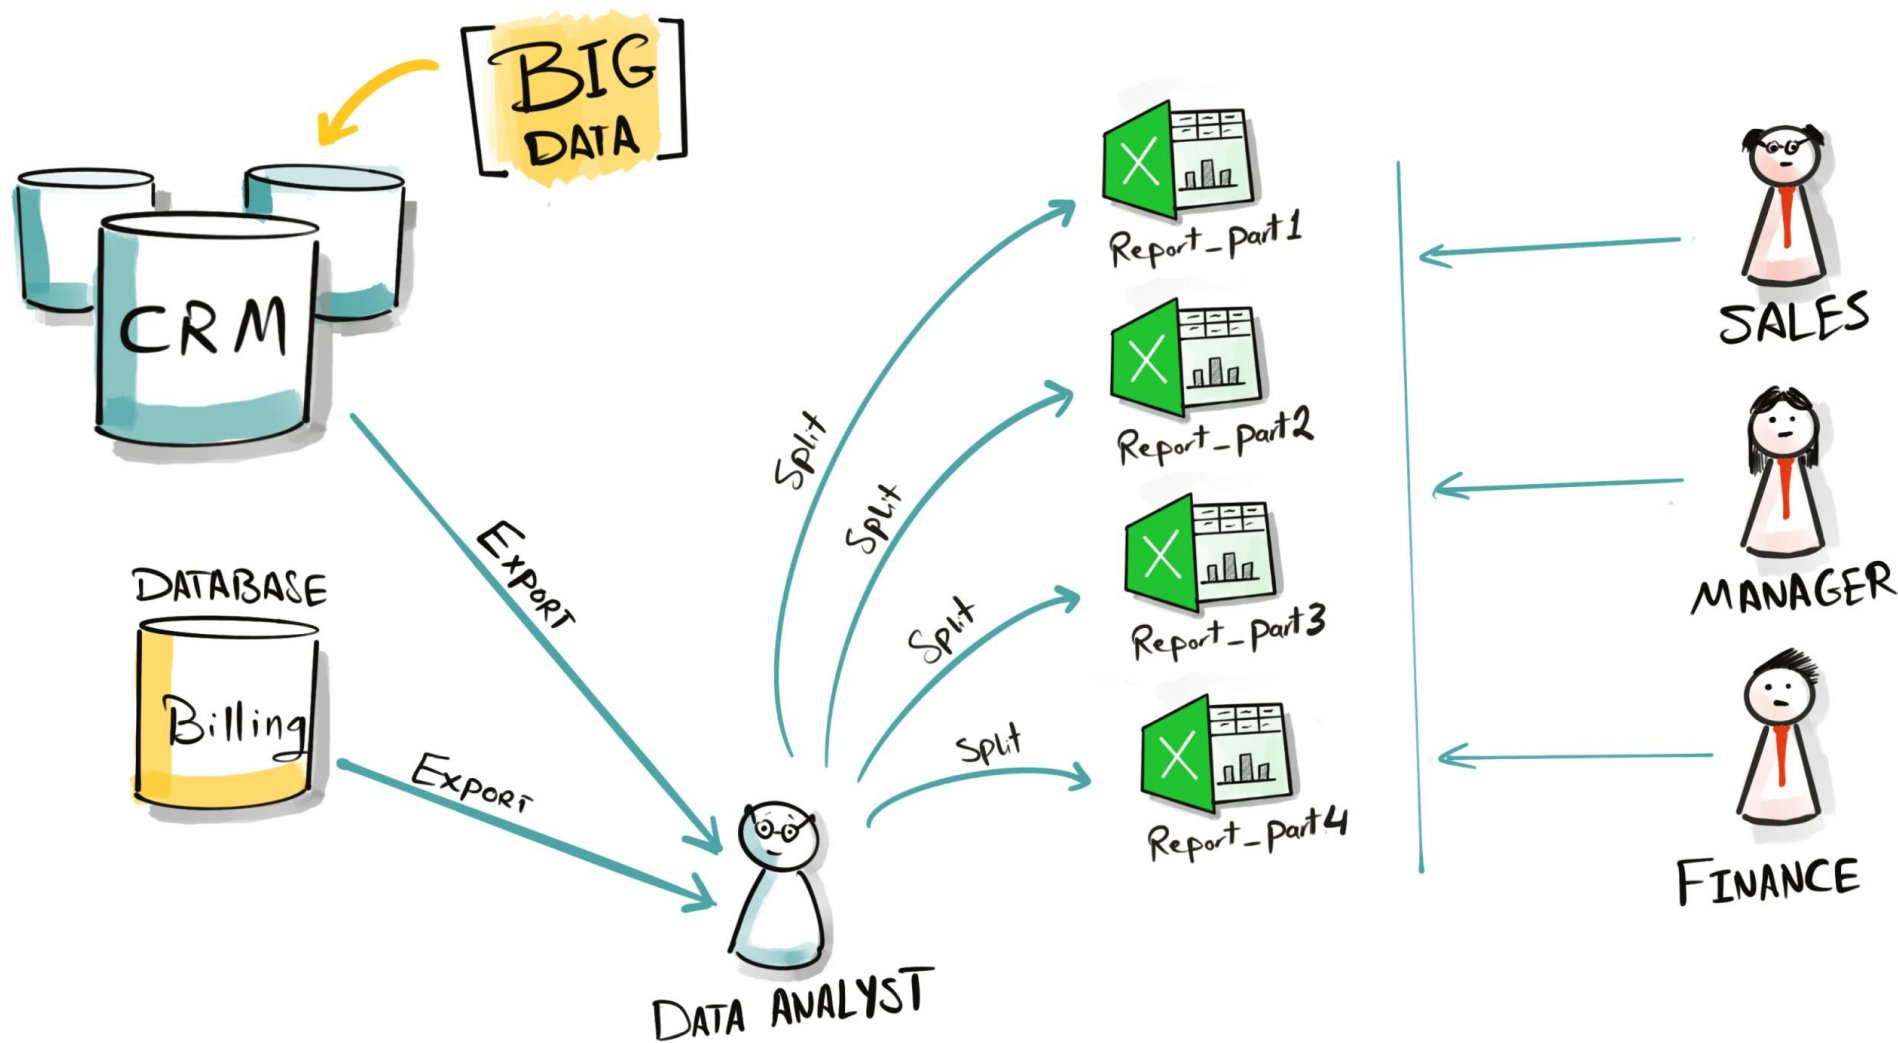 BIG
DATA
CRM
EXPORT
DATABASE
Billing
EXPORT
DATA ANALYST
Split
Split
Split
Split
X
Report_part1
X
Report_part2
X
Report_part3
X
Report_part4
SALES
MANAGER
FINANCE